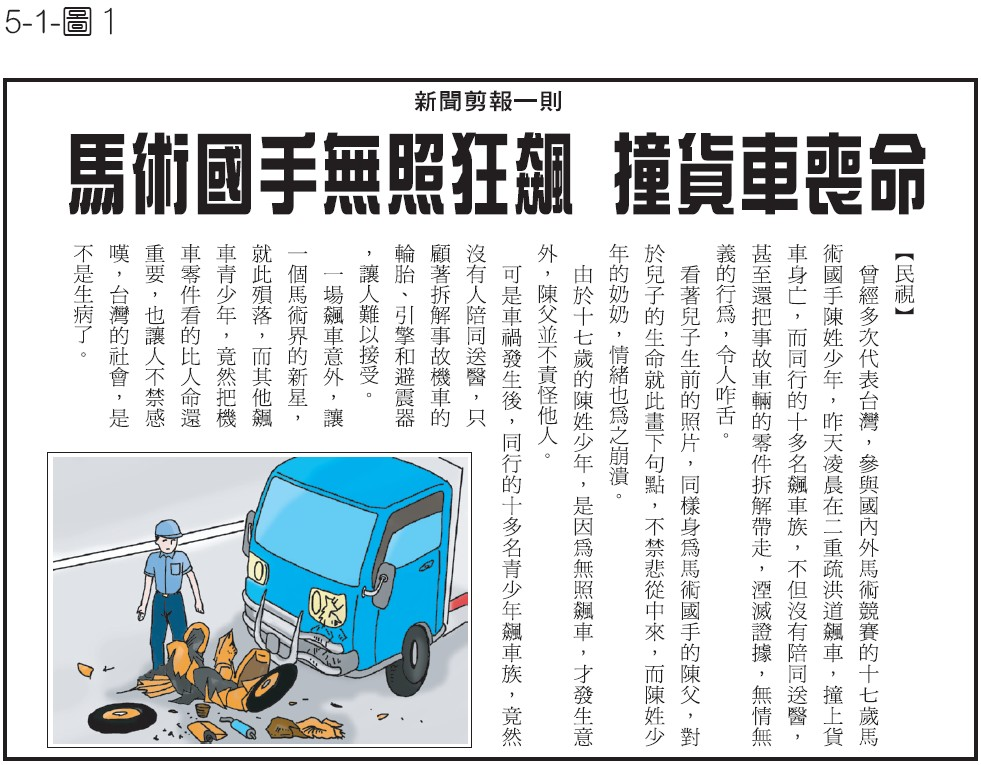 5-1-圖 1
新聞剪報一則
馬術國手無照狂飆 撞貨車喪命
【民視】
曾經多次代表台灣，參與國內外馬術競賽的十七歲馬
術國手陳姓少年，昨天凌晨在二重疏洪道飆車，撞上貨
車身亡，而同行的十多名飆車族，不但沒有陪同送醫，
甚至還把事故車輛的零件拆解帶走，湮滅證據，無情無
義的行為，令人咋舌。
看著兒子生前的照片，同樣身為馬術國手的陳父，對
於兒子的生命就此畫下句點，不禁悲從中來，而陳姓少
年的奶奶，情緒也為之崩潰。
由於十七歲的陳姓少年，是因為無照飆車，才發生意
外，陳父並不責怪他人。
可是車禍發生後，同行的十多名青少年飆車族，竟然
沒有人陪同送醫，只
顧著拆解事故機車的
輪胎、引擎和避震器
，讓人難以接受。
一場飆車意外，讓
一個馬術界的新星，
就此殞落，而其他飆
車青少年，竟然把機
車零件看的比人命還
重要，也讓人不禁感
嘆，台灣的社會，是
不是生病了。